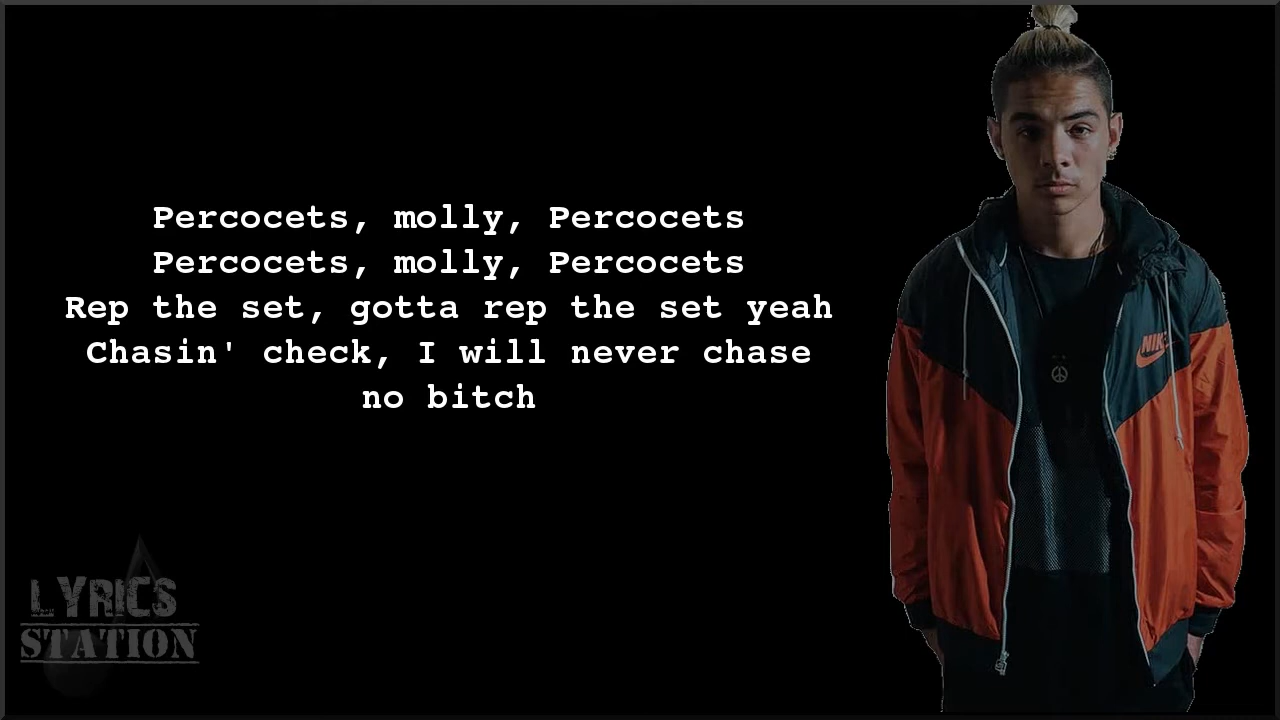 Percocets, molly, Percocets
Percocets, molly, Percocets
Rep the set, gotta rep the set yeah
Chasin' check, I will never chase
no bitch
NIKE
LYRICS
STATION